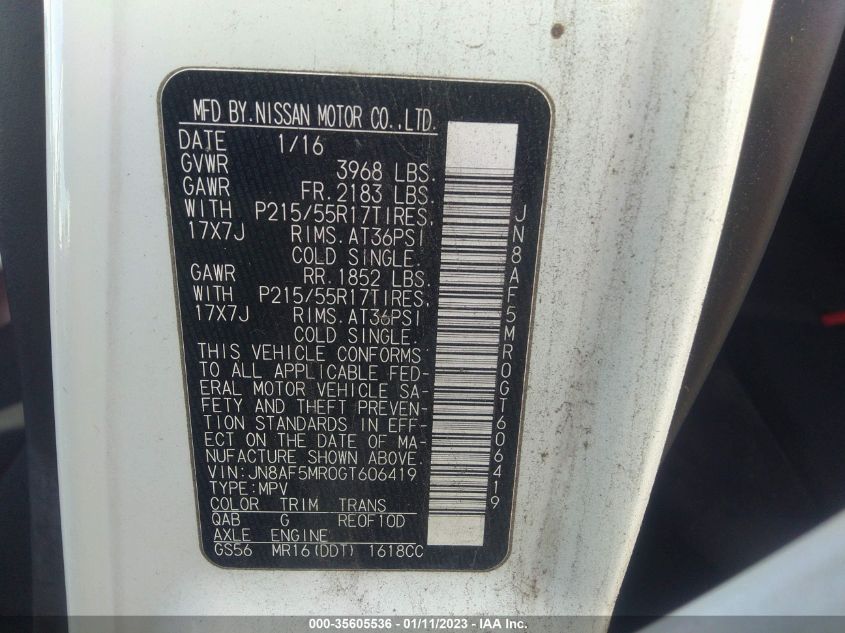 MFD BY.NISSAN MOTOR CO.,LTD.
DATE 1/16
GVWR 3968 LBS.
GAWR FR.2183 LBS.
WITH P215/55R17TIRES,
17X7J RIMS.AT36PSI
COLD SINGLE.
GAWR RR.1852 LBS.
WITH P215/55R17TIRES,
17X7J RIMS.AT36PSI
COLD SINGLE.
THIS VEHICLE CONFORMS
TO ALL APPLICABLE FED-
ERAL MOTOR VEHICLE SA-
FETY AND THEFT PREVEN-
TION STANDARDS IN EFF-
ECT ON THE DATE OF MA-
NUFACTURE SHOWN ABOVE.
VIN:JN8AF5MR0GT606419
TYPE:MPV
COLOR TRIM TRANS
QAB G RE0F10D
AXLE ENGINE
GS56 MR16(DDT) 1618CC
JN8AF5MR0GT606419
000-35605536 - 01/11/2023 - IAA Inc.